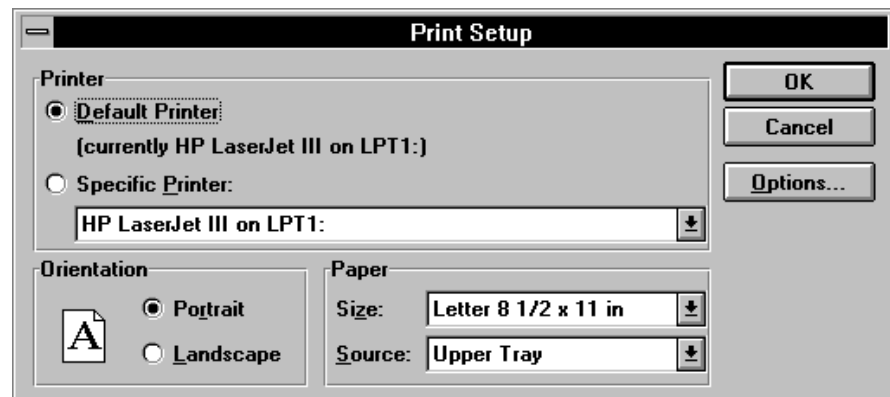 Print Setup
Printer
Default Printer
(currently HP LaserJet III on LPT1:)
Specific Printer:
HP LaserJet III on LPT1:
OK
Cancel
Options...
Orientation
A
Portrait
Landscape
Paper
Size: Letter 8 1/2 x 11 in
Source: Upper Tray